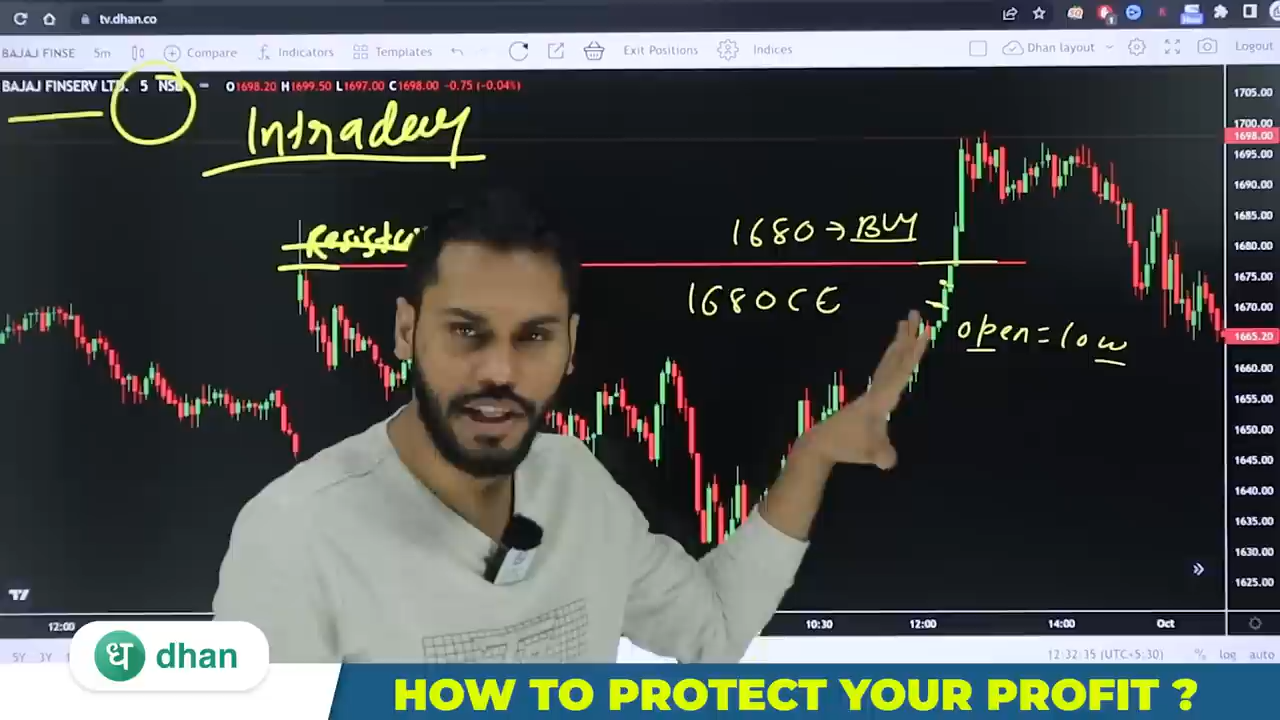 tv.dhan.co
BAJAJ FINSE 5m Compare Indicators Templates Exit Positions Indices Dhan layout Logout
BAJAJ FINSERV LTD. 5 NSE O1698.20 H1699.50 L1697.00 C1698.00 -0.75 (-0.04%)
Intraday
1680 → BUY
1680 CE
open = low
1705.00
1700.00
1698.00
1695.00
1690.00
1685.00
1680.00
1675.00
1670.00
1665.20
1660.00
1655.00
1650.00
1645.00
1640.00
1635.00
1630.00
1625.00
12:00 10:30 12:00 14:00 Oct
5Y 3Y 12:32:35 (UTC+5:30) % log auto
ध dhan
HOW TO PROTECT YOUR PROFIT ?